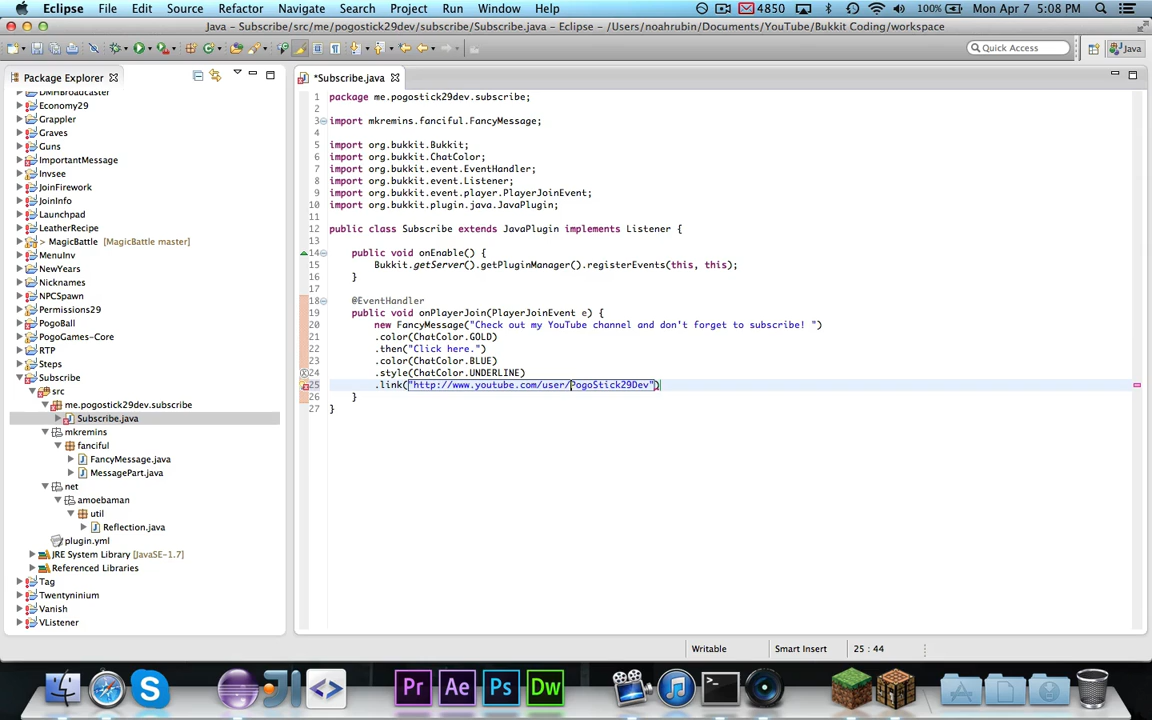 Eclipse File Edit Source Refactor Navigate Search Project Run Window Help 4850 100% Mon Apr 7 5:08 PM
Java - Subscribe/src/me/pogostick29dev/subscribe/Subscribe.java - Eclipse - /Users/noahrubin/Documents/YouTube/Bukkit Coding/workspace
Quick Access Java
Package Explorer
DMHBroadcaster
Economy29
Grappler
Graves
Guns
ImportantMessage
Invsee
JoinFirework
JoinInfo
Launchpad
LeatherRecipe
> MagicBattle [MagicBattle master]
MenuInv
NewYears
Nicknames
NPCSpawn
Permissions29
PogoBall
PogoGames-Core
RTP
Steps
Subscribe
src
me.pogostick29dev.subscribe
Subscribe.java
mkremins
fanciful
FancyMessage.java
MessagePart.java
net
amoebaman
util
Reflection.java
plugin.yml
JRE System Library [JavaSE-1.7]
Referenced Libraries
Tag
Twentyninium
Vanish
VListener
*Subscribe.java
1 package me.pogostick29dev.subscribe;
2
3 import mkremins.fanciful.FancyMessage;
4
5 import org.bukkit.Bukkit;
6 import org.bukkit.ChatColor;
7 import org.bukkit.event.EventHandler;
8 import org.bukkit.event.Listener;
9 import org.bukkit.event.player.PlayerJoinEvent;
10 import org.bukkit.plugin.java.JavaPlugin;
11
12 public class Subscribe extends JavaPlugin implements Listener {
13
14 public void onEnable() {
15 Bukkit.getServer().getPluginManager().registerEvents(this, this);
16 }
17
18 @EventHandler
19 public void onPlayerJoin(PlayerJoinEvent e) {
20 new FancyMessage("Check out my YouTube channel and don't forget to subscribe! ")
21 .color(ChatColor.GOLD)
22 .then("Click here.")
23 .color(ChatColor.BLUE)
24 .style(ChatColor.UNDERLINE)
25 .link("http://www.youtube.com/user/PogoStick29Dev")
26 }
27 }
Writable Smart Insert 25 : 44
Pr Ae Ps Dw